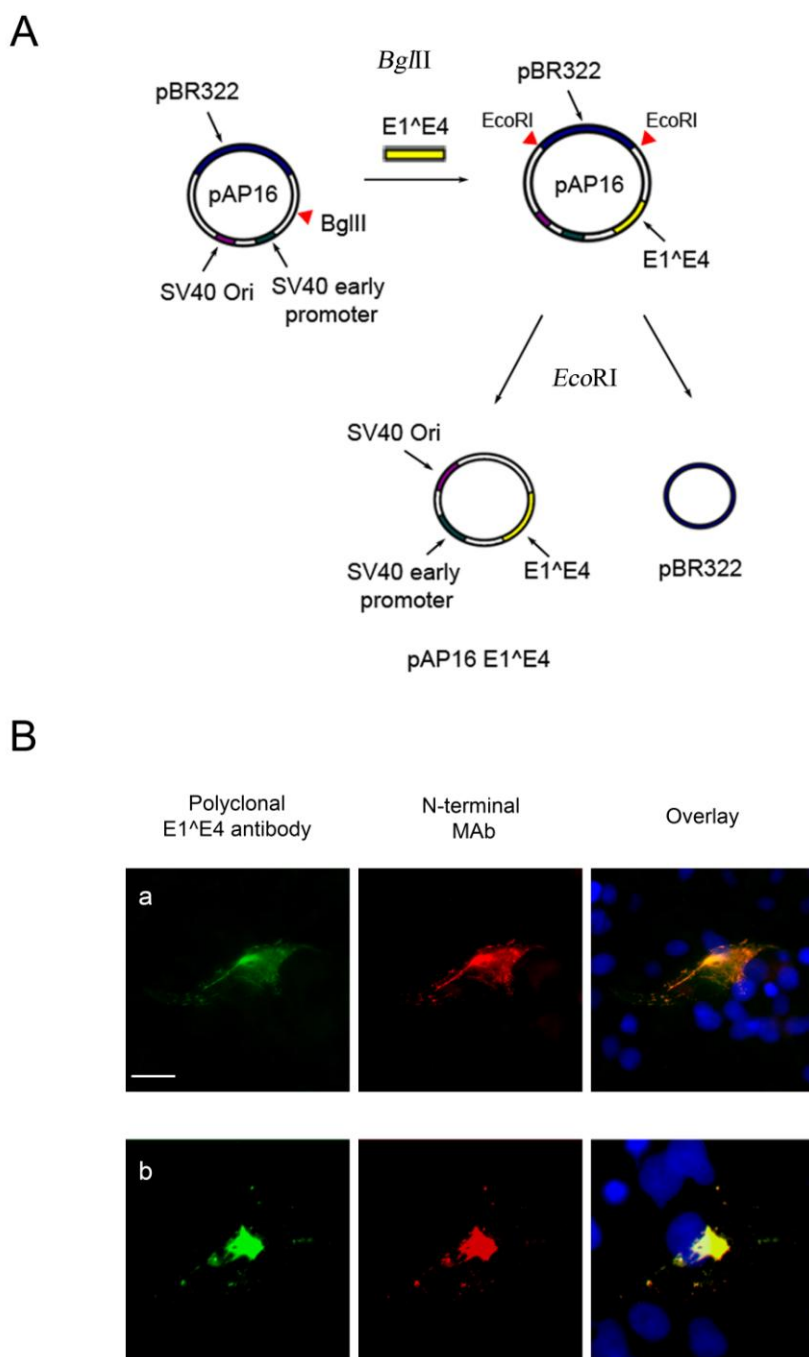 A
BglII
pBR322
pBR322
EcoRI
EcoRI
E1^E4
pAP16
pAP16
BglII
E1^E4
SV40 Ori
SV40 early
promoter
EcoRI
SV40 Ori
SV40 early
promoter
E1^E4
pBR322
pAP16 E1^E4
B
Polyclonal
E1^E4 antibody
N-terminal
MAb
Overlay
a
b